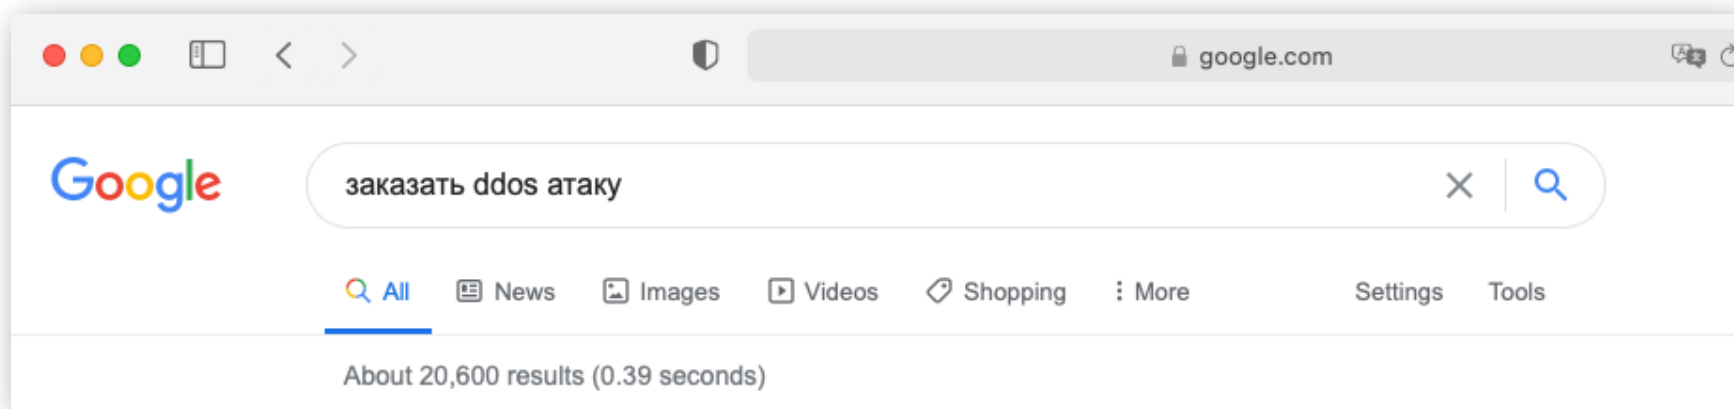 google.com
Google
заказать ddos атаку
All News Images Videos Shopping More Settings Tools
About 20,600 results (0.39 seconds)